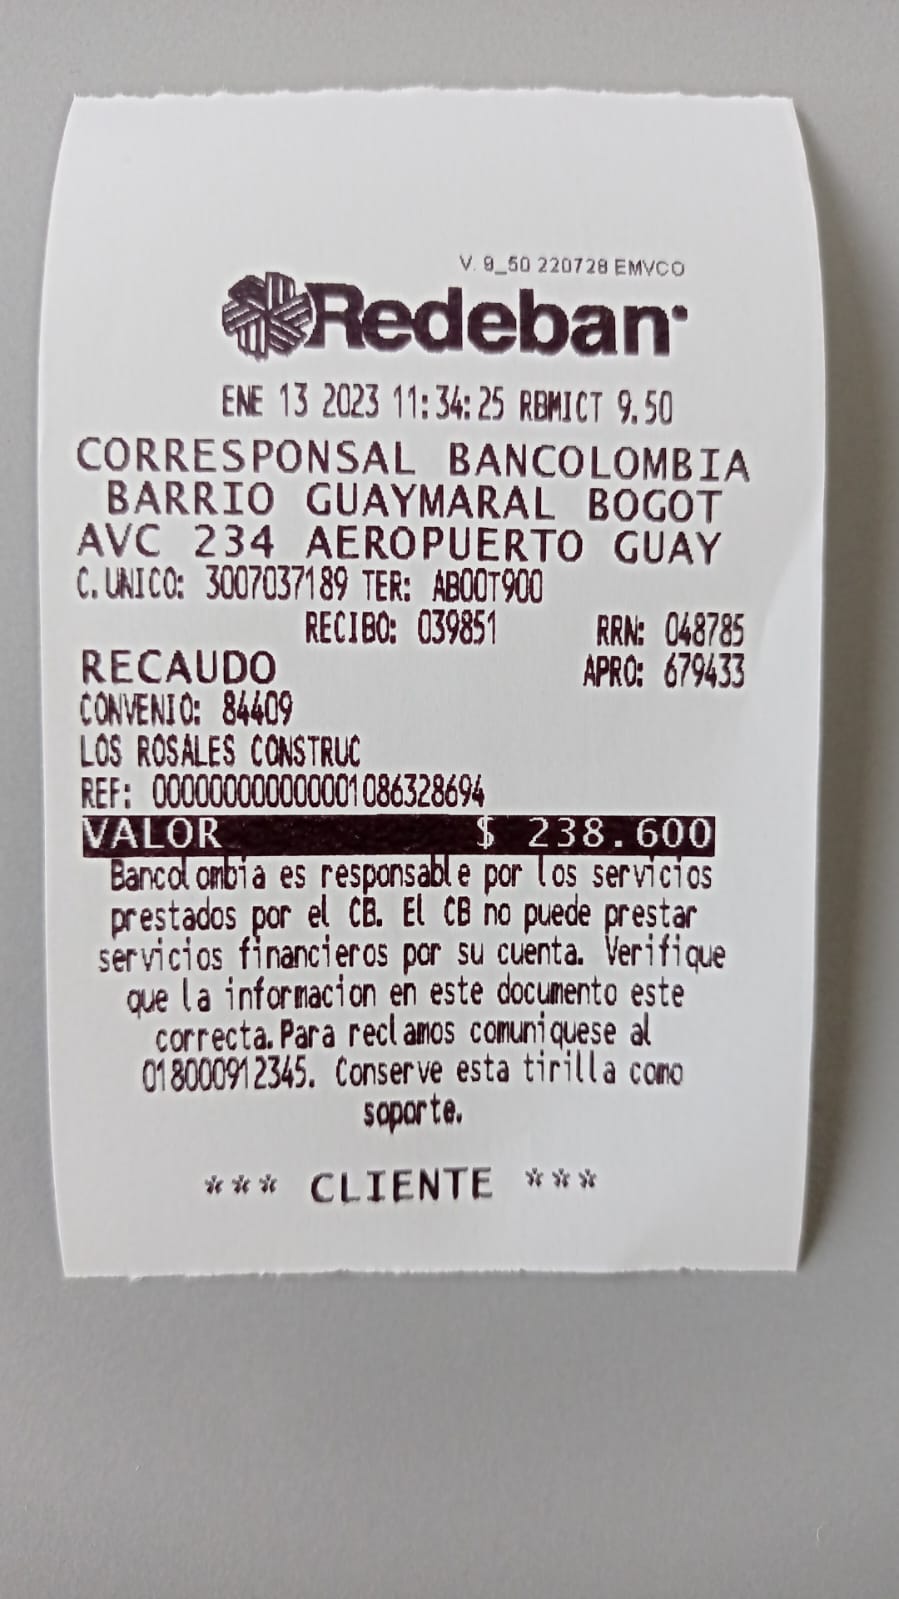 V. 9_50 220728 EMVCO
Redeban
ENE 13 2023 11:34:25 RBMICT 9.50
CORRESPONSAL BANCOLOMBIA
BARRIO GUAYMARAL BOGOT
AVC 234 AEROPUERTO GUAY
C. UNICO: 3007037189 TER: AB00T900
RECIBO: 039851 RRN: 048785
RECAUDO APRO: 679433
CONVENIO: 84409
LOS ROSALES CONSTRUC
REF: 000000000000001086328694
VALOR $ 238.600
Bancolombia es responsable por los servicios
prestados por el CB. El CB no puede prestar
servicios financieros por su cuenta. Verifique
que la informacion en este documento este
correcta. Para reclamos comuniquese al
018000912345. Conserve esta tirilla como
soporte.
*** CLIENTE ***